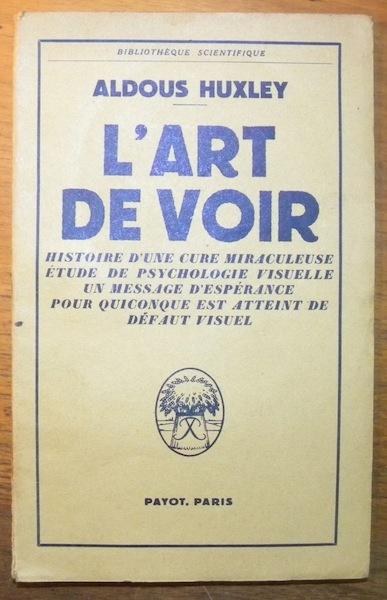 BIBLIOTHÈQUE SCIENTIFIQUE
ALDOUS HUXLEY
L'ART
DE VOIR
HISTOIRE D'UNE CURE MIRACULEUSE
ÉTUDE DE PSYCHOLOGIE VISUELLE
UN MESSAGE D'ESPÉRANCE
POUR QUICONQUE EST ATTEINT DE
DÉFAUT VISUEL
PAYOT, PARIS